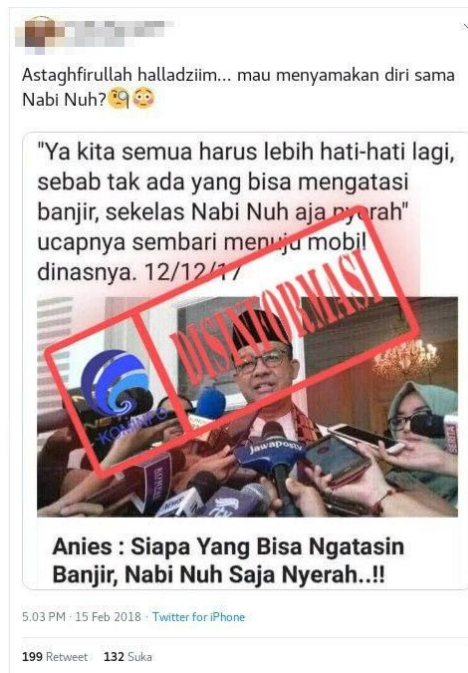 Astaghfirullah halladziim... mau menyamakan diri sama
Nabi Nuh?🧐😳
"Ya kita semua harus lebih hati-hati lagi,
sebab tak ada yang bisa mengatasi
banjir, sekelas Nabi Nuh aja nyerah"
ucapnya sembari menuju mobil
dinasnya. 12/12/17
DISINFORMASI
KOMINFO
jawapostv
Anies : Siapa Yang Bisa Ngatasin
Banjir, Nabi Nuh Saja Nyerah..!!
5.03 PM · 15 Feb 2018 · Twitter for iPhone
199 Retweet 132 Suka